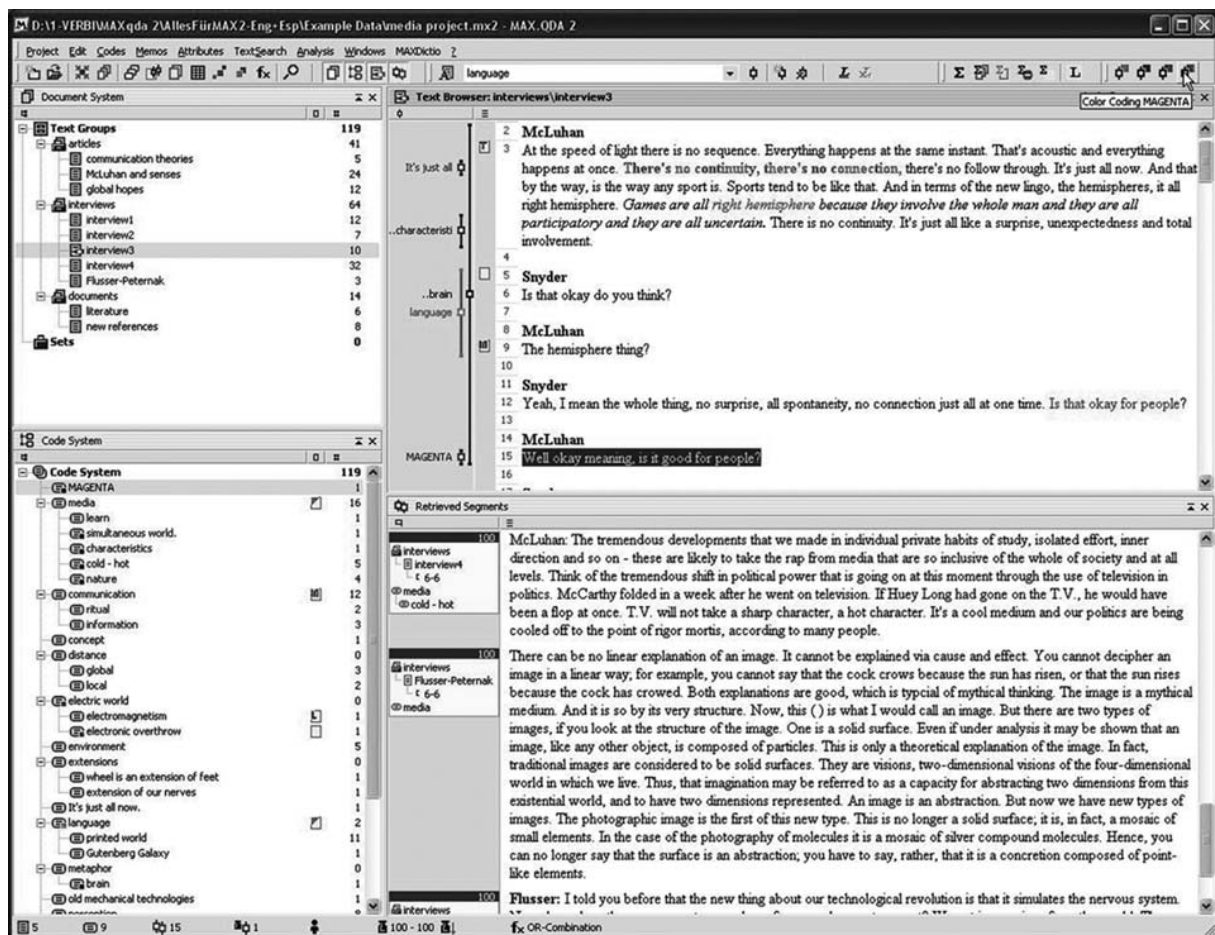 D:\1-VERBI\MAXqda 2\AllesFürMAX2-Eng+Esp\Example Data\media project.mx2 - MAX.QDA 2
Project Edit Codes Memos Attributes TextSearch Analysis Windows MAXDictio ?
language
Color Coding MAGENTA
Document System
Text Groups 119
articles 41
communication theories 5
McLuhan and senses 24
global hopes 12
interviews 64
interview1 12
interview2 7
interview3 10
interview4 32
Flusser-Peternak 3
documents 14
literature 6
new references 8
Sets 0
Code System
Code System 119
MAGENTA 1
media 16
learn 1
simultaneous world. 1
characteristics 1
cold - hot 5
nature 4
communication 12
ritual 2
information 3
concept 1
distance 0
global 3
local 2
electric world 0
electromagnetism 1
electronic overthrow 1
environment 5
extensions 0
wheel is an extension of feet 1
extension of our nerves 1
It's just all now. 1
language 2
printed world 11
Gutenberg Galaxy 1
metaphor 0
brain 1
old mechanical technologies 1
Text Browser: interviews\interview3
It's just all
..characteristi
..brain
language
MAGENTA
2 McLuhan
3 At the speed of light there is no sequence. Everything happens at the same instant. That's acoustic and everything
happens at once. There's no continuity, there's no connection, there's no follow through. It's just all now. And that
by the way, is the way any sport is. Sports tend to be like that. And in terms of the new lingo, the hemispheres, it all
right hemisphere. Games are all right hemisphere because they involve the whole man and they are all
participatory and they are all uncertain. There is no continuity. It's just all like a surprise, unexpectedness and total
involvement.
4
5 Snyder
6 Is that okay do you think?
7
8 McLuhan
9 The hemisphere thing?
10
11 Snyder
12 Yeah, I mean the whole thing, no surprise, all spontaneity, no connection just all at one time. Is that okay for people?
13
14 McLuhan
15 Well okay meaning, is it good for people?
16
Retrieved Segments
100
interviews
interview4
6-6
media
cold - hot
McLuhan: The tremendous developments that we made in individual private habits of study, isolated effort, inner
direction and so on - these are likely to take the rap from media that are so inclusive of the whole of society and at all
levels. Think of the tremendous shift in political power that is going on at this moment through the use of television in
politics. McCarthy folded in a week after he went on television. If Huey Long had gone on the T.V., he would have
been a flop at once. T.V. will not take a sharp character, a hot character. It's a cool medium and our politics are being
cooled off to the point of rigor mortis, according to many people.
100
interviews
Flusser-Peternak
6-6
media
There can be no linear explanation of an image. It cannot be explained via cause and effect. You cannot decipher an
image in a linear way; for example, you cannot say that the cock crows because the sun has risen, or that the sun rises
because the cock has crowed. Both explanations are good, which is typcial of mythical thinking. The image is a mythical
medium. And it is so by its very structure. Now, this ( ) is what I would call an image. But there are two types of
images, if you look at the structure of the image. One is a solid surface. Even if under analysis it may be shown that an
image, like any other object, is composed of particles. This is only a theoretical explanation of the image. In fact,
traditional images are considered to be solid surfaces. They are visions, two-dimensional visions of the four-dimensional
world in which we live. Thus, that imagination may be referred to as a capacity for abstracting two dimensions from this
existential world, and to have two dimensions represented. An image is an abstraction. But now we have new types of
images. The photographic image is the first of this new type. This is no longer a solid surface; it is, in fact, a mosaic of
small elements. In the case of the photography of molecules it is a mosaic of silver compound molecules. Hence, you
can no longer say that the surface is an abstraction; you have to say, rather, that it is a concretion composed of point-
like elements.
100
interviews
Flusser: I told you before that the new thing about our technological revolution is that it simulates the nervous system.
5 9 15 1 100 - 100 fx OR-Combination